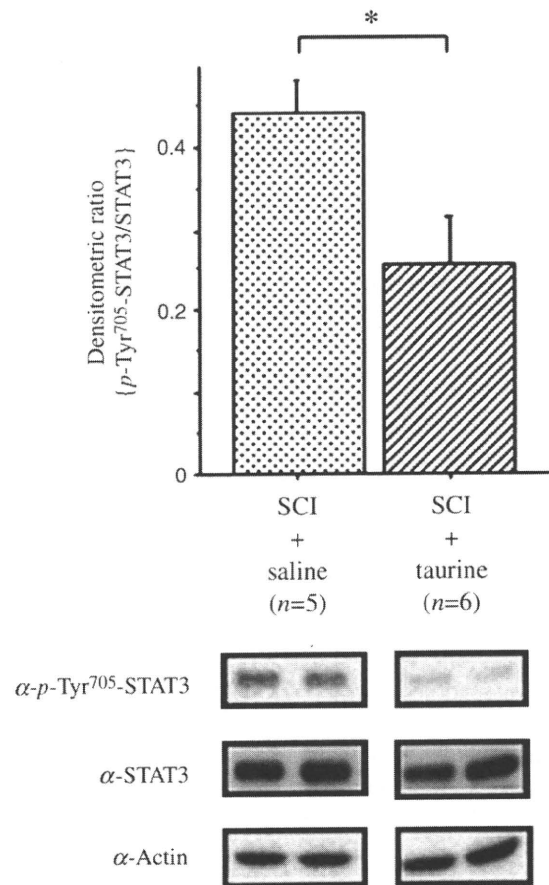 *
Densitometric ratio
{p-Tyr⁷⁰⁵-STAT3/STAT3}
0.4
0.2
0
SCI
+
saline
(n=5)
SCI
+
taurine
(n=6)
α-p-Tyr⁷⁰⁵-STAT3
α-STAT3
α-Actin